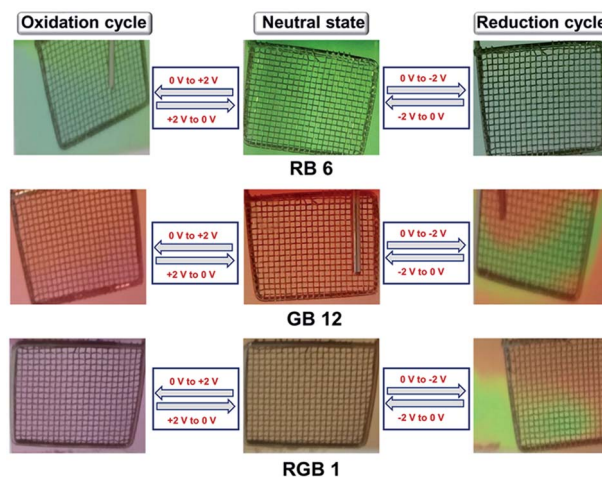 Oxidation cycle
Neutral state
Reduction cycle
0 V to +2 V
+2 V to 0 V
0 V to -2 V
-2 V to 0 V
RB 6
0 V to +2 V
+2 V to 0 V
0 V to -2 V
-2 V to 0 V
GB 12
0 V to +2 V
+2 V to 0 V
0 V to -2 V
-2 V to 0 V
RGB 1